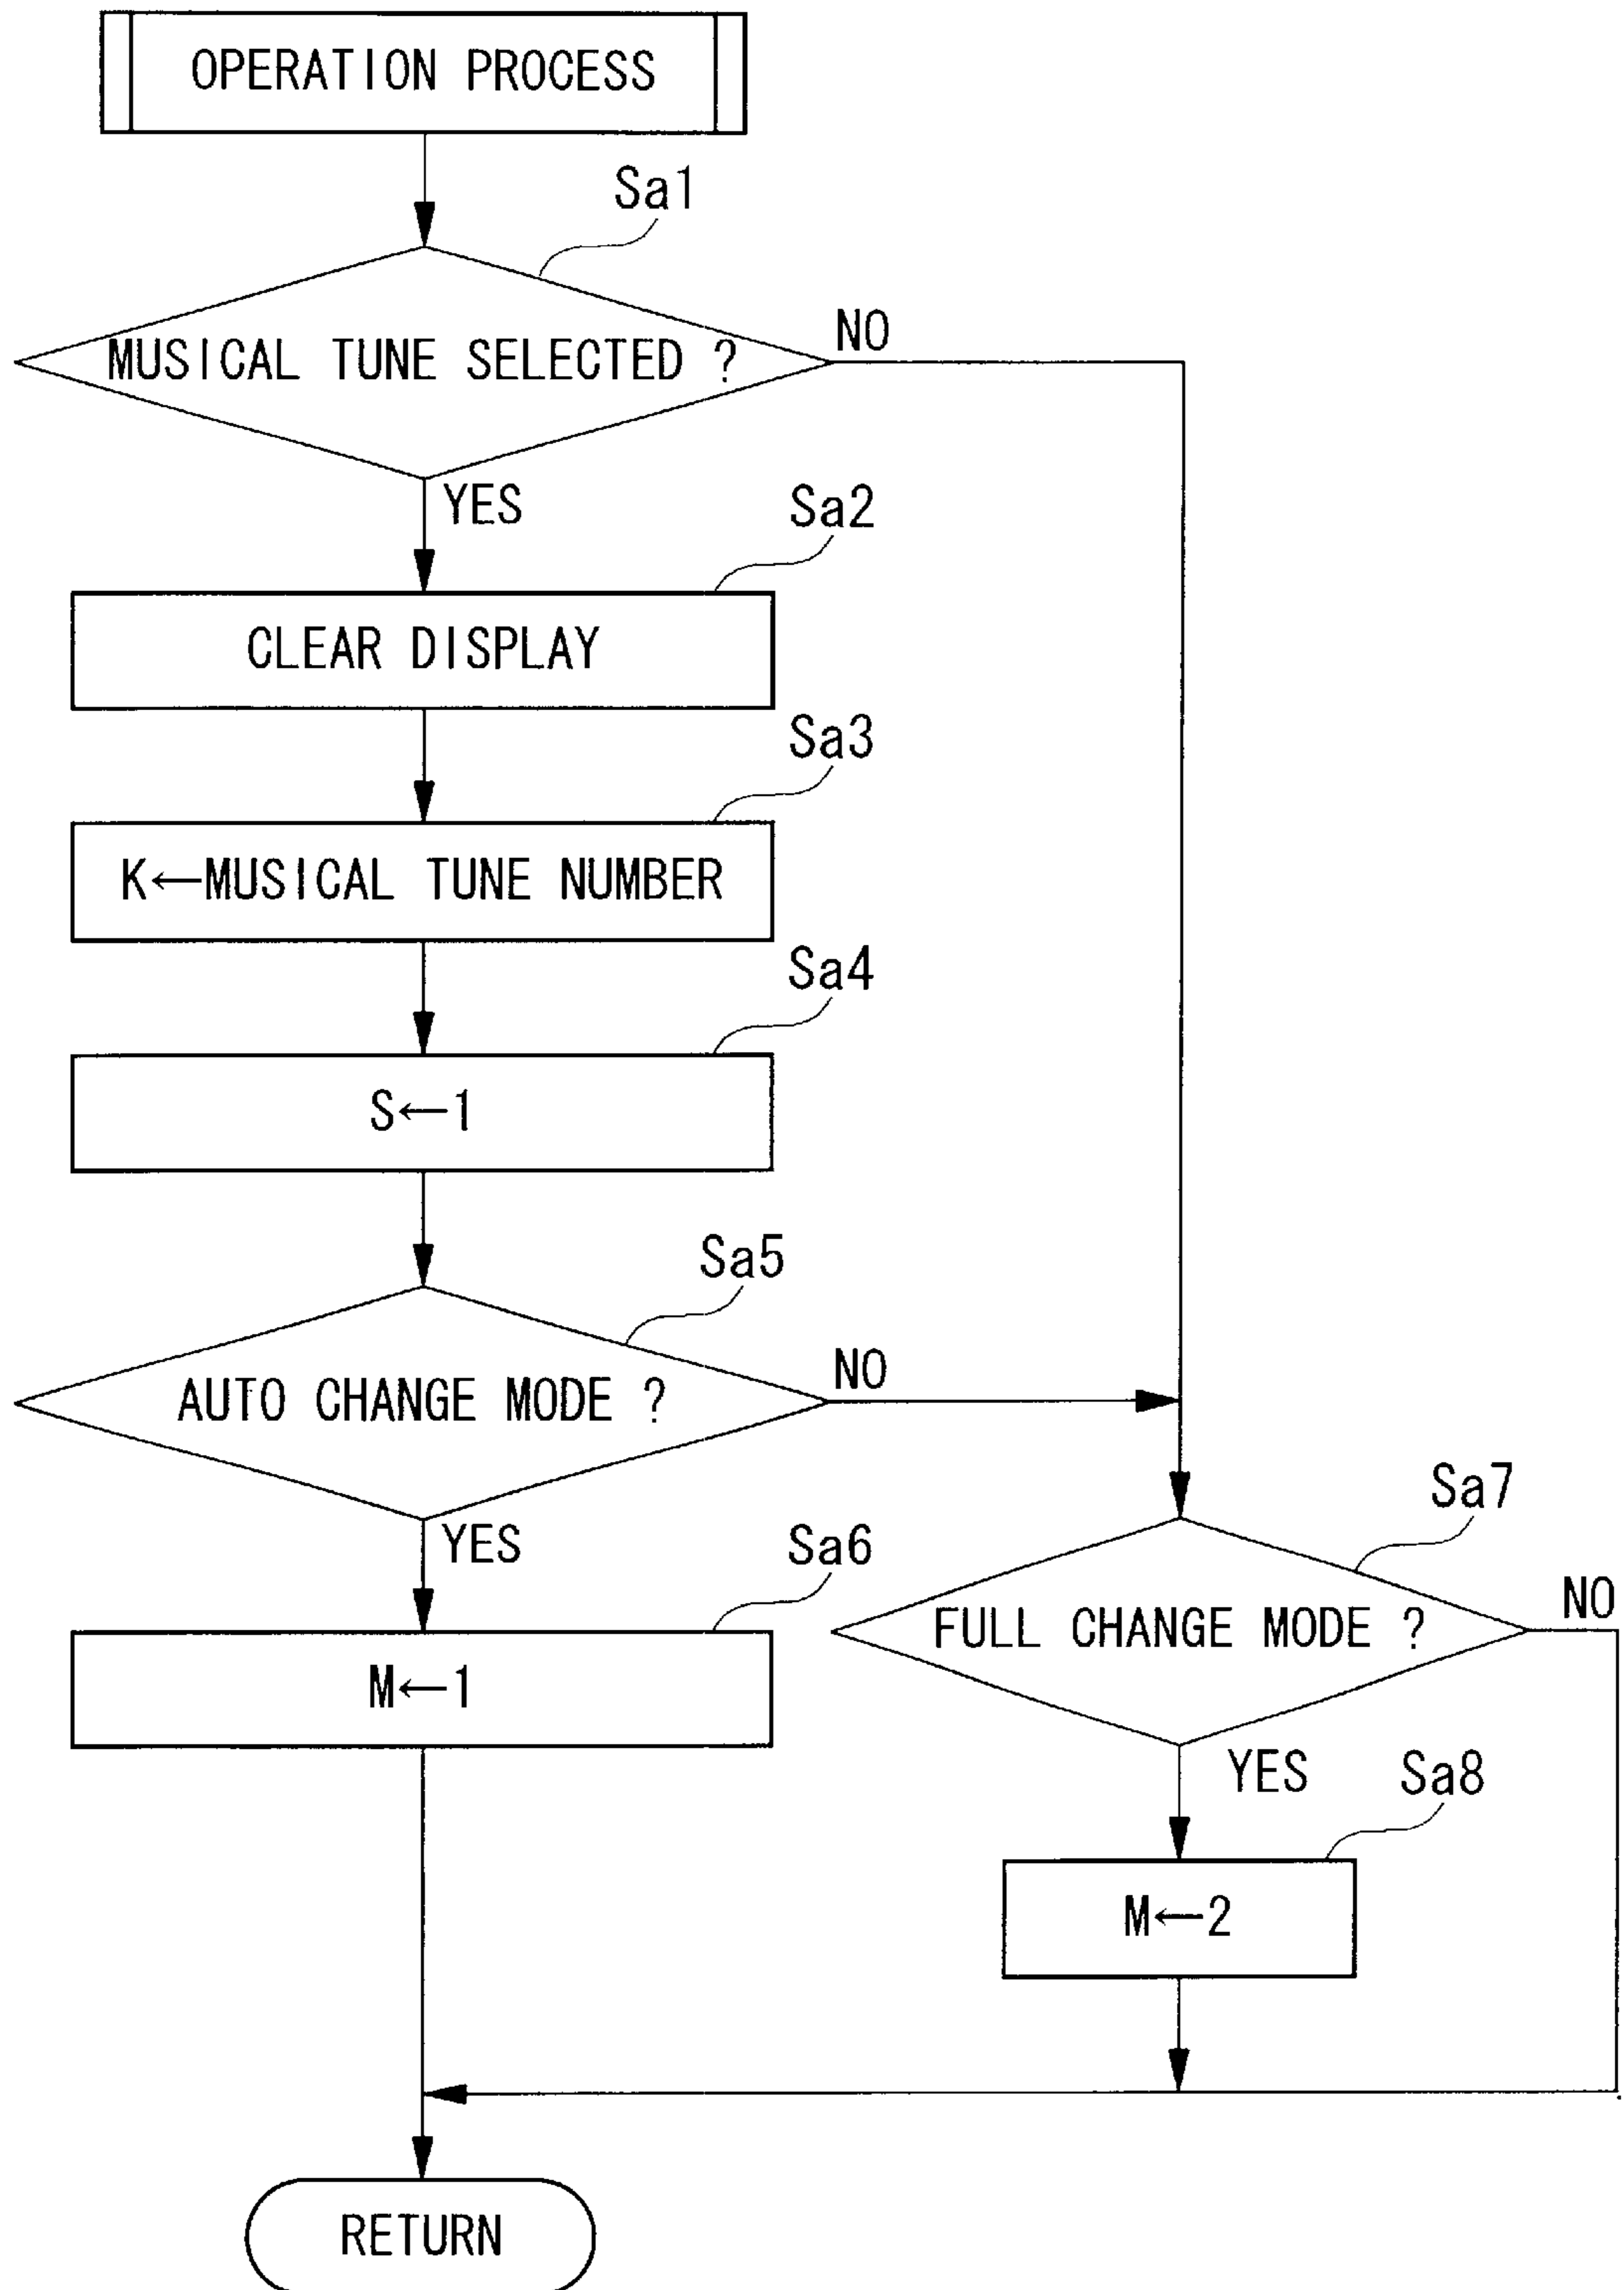 OPERATION PROCESS
Sa1
MUSICAL TUNE SELECTED ?
NO
YES
Sa2
CLEAR DISPLAY
Sa3
K←MUSICAL TUNE NUMBER
Sa4
S←1
Sa5
AUTO CHANGE MODE ?
NO
YES
Sa6
M←1
Sa7
FULL CHANGE MODE ?
NO
YES
Sa8
M←2
RETURN